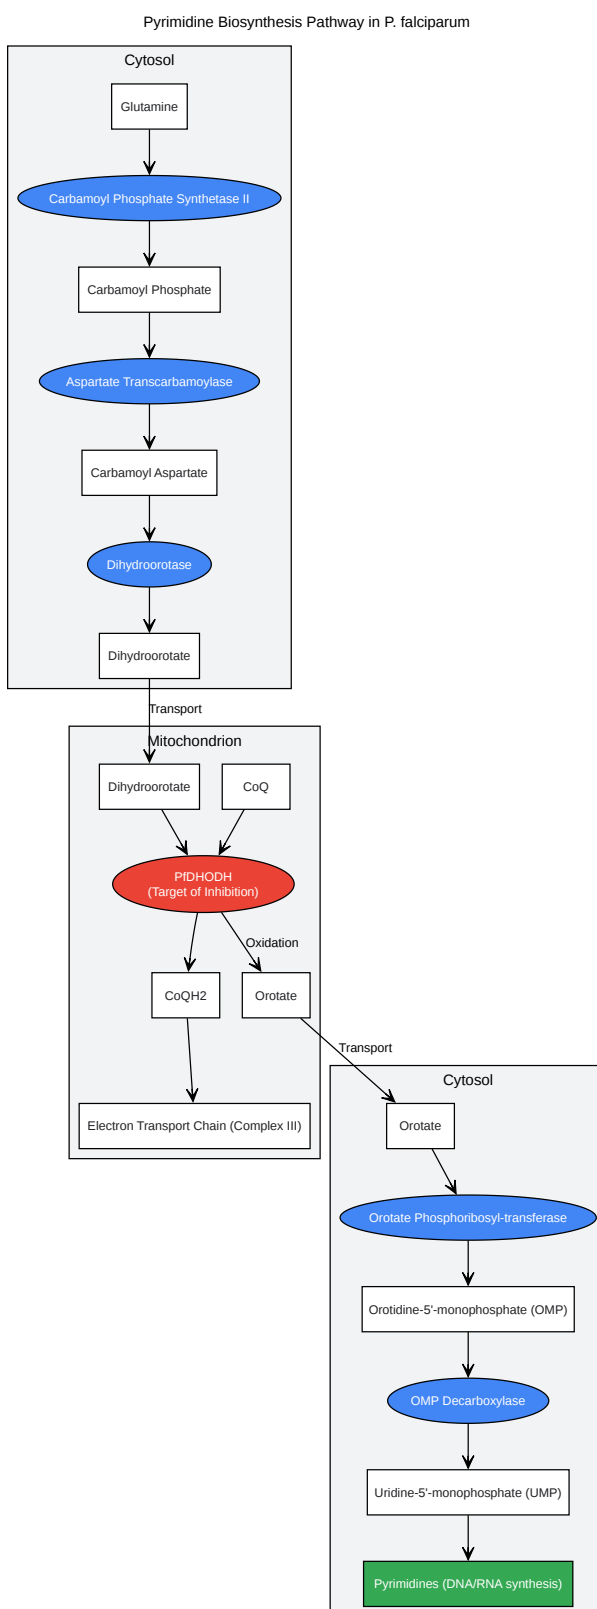 Pyrimidine Biosynthesis Pathway in P. falciparum
Cytosol
Glutamine
Carbamoyl Phosphate Synthetase II
Carbamoyl Phosphate
Aspartate Transcarbamoylase
Carbamoyl Aspartate
Dihydroorotase
Dihydroorotate
Transport
Mitochondrion
Dihydroorotate
CoQ
PfDHODH
(Target of Inhibition)
Oxidation
CoQH2
Orotate
Transport
Electron Transport Chain (Complex III)
Cytosol
Orotate
Orotate Phosphoribosyl-transferase
Orotidine-5'-monophosphate (OMP)
OMP Decarboxylase
Uridine-5'-monophosphate (UMP)
Pyrimidines (DNA/RNA synthesis)